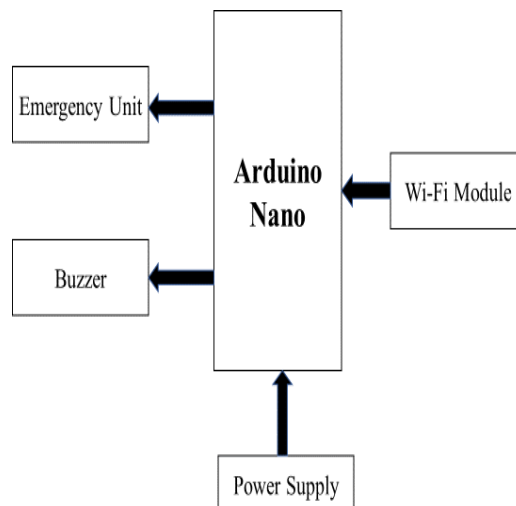 Emergency Unit
Arduino
Nano
Wi-Fi Module
Buzzer
Power Supply